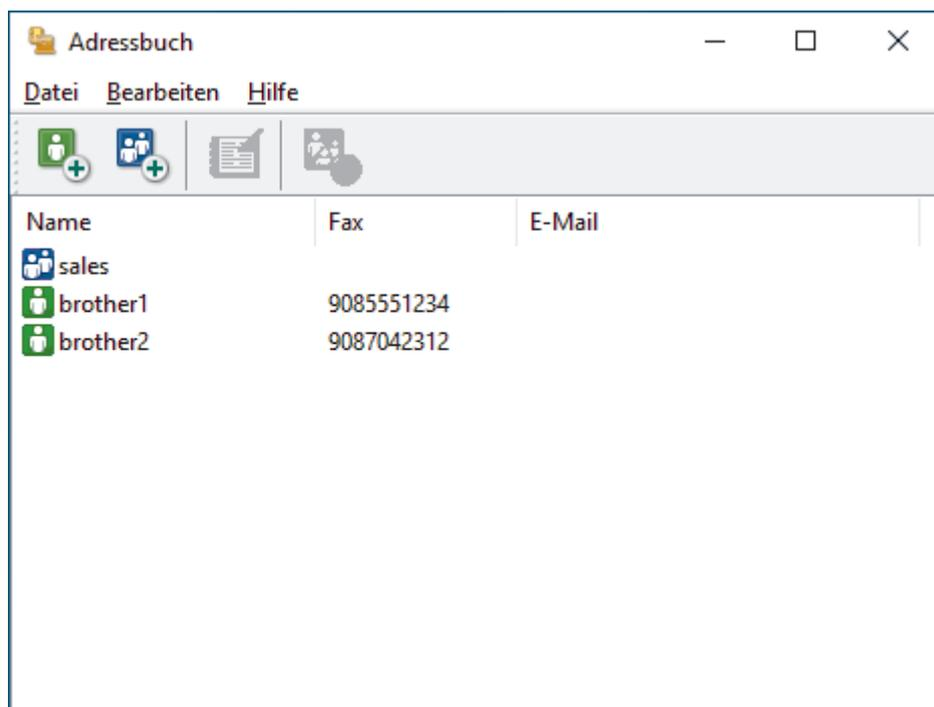 Adressbuch
Datei Bearbeiten Hilfe
Name Fax E-Mail
sales
brother1 9085551234
brother2 9087042312